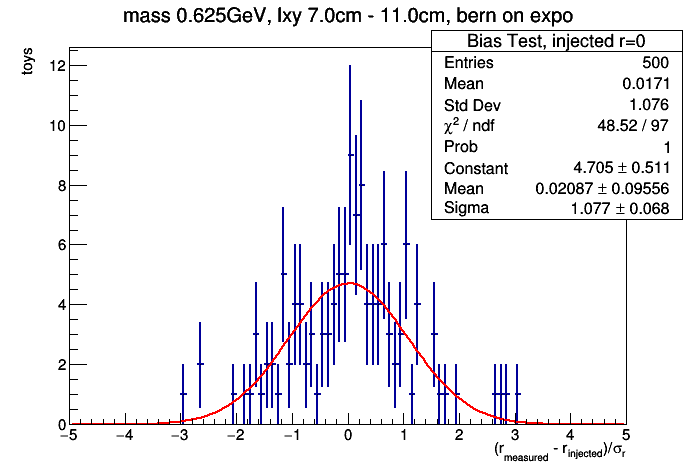 mass 0.625GeV, lxy 7.0cm - 11.0cm, bern on expo
Bias Test, injected r=0
Entries 500
Mean 0.0171
Std Dev 1.076
χ² / ndf 48.52 / 97
Prob 1
Constant 4.705 ± 0.511
Mean 0.02087 ± 0.09556
Sigma 1.077 ± 0.068
toys
12
10
8
6
4
2
0
−5 −4 −3 −2 −1 0 1 2 3 4 5
(r_measured - r_injected)/σ_r